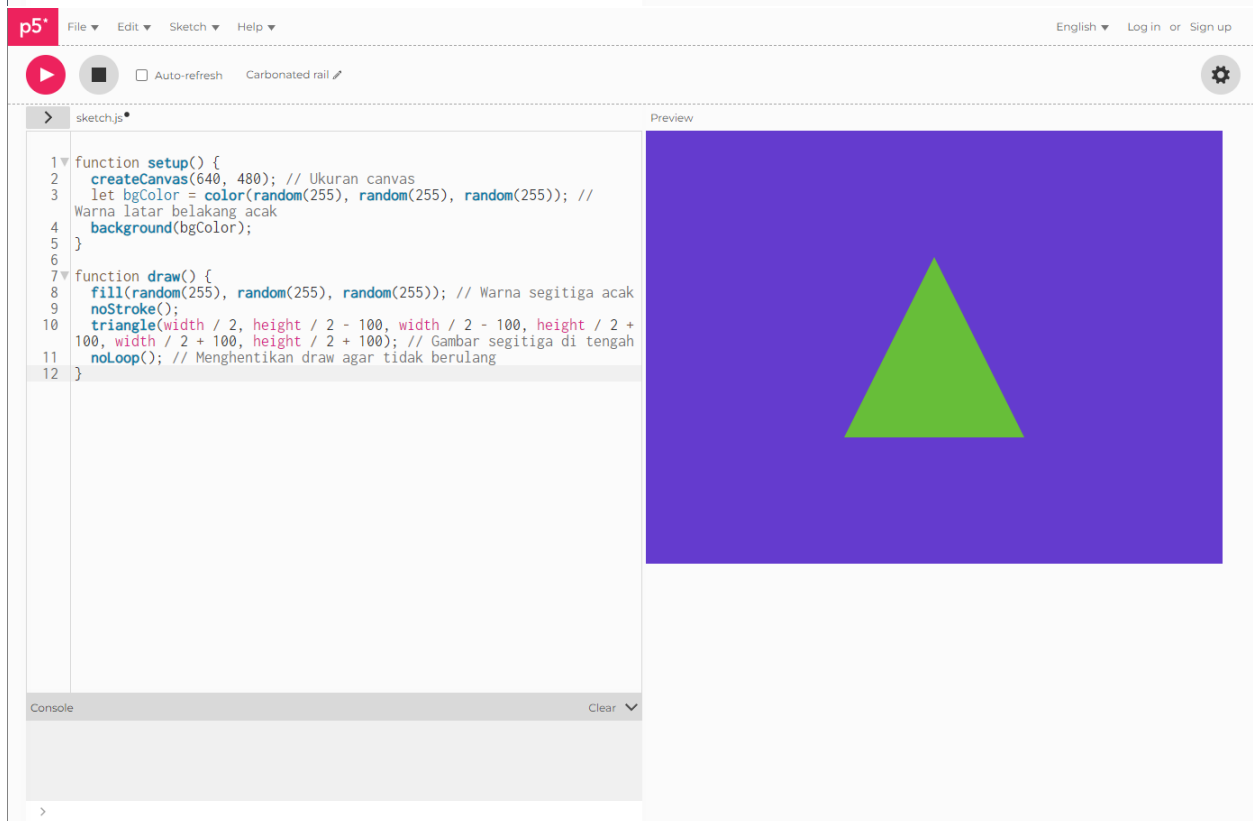 p5* File Edit Sketch Help English Log in or Sign up
Auto-refresh Carbonated rail
sketch.js Preview
1 function setup() {
2 createCanvas(640, 480); // Ukuran canvas
3 let bgColor = color(random(255), random(255), random(255)); //
Warna latar belakang acak
4 background(bgColor);
5 }
6
7 function draw() {
8 fill(random(255), random(255), random(255)); // Warna segitiga acak
9 noStroke();
10 triangle(width / 2, height / 2 - 100, width / 2 - 100, height / 2 +
100, width / 2 + 100, height / 2 + 100); // Gambar segitiga di tengah
11 noLoop(); // Menghentikan draw agar tidak berulang
12 }
Console Clear
>